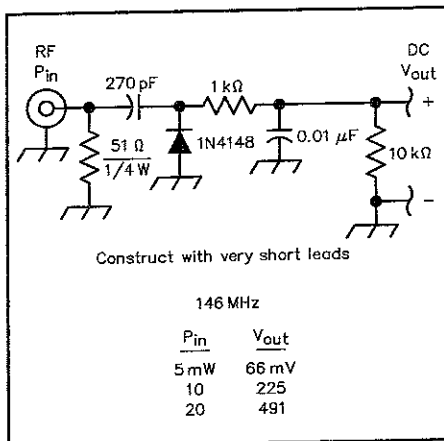 RF
P_in
270 pF
1 kΩ
DC
V_out
+
51 Ω
1/4 W
1N4148
0.01 µF
10 kΩ
–
Construct with very short leads
146 MHz
P_in V_out
5 mW 66 mV
10 225
20 491